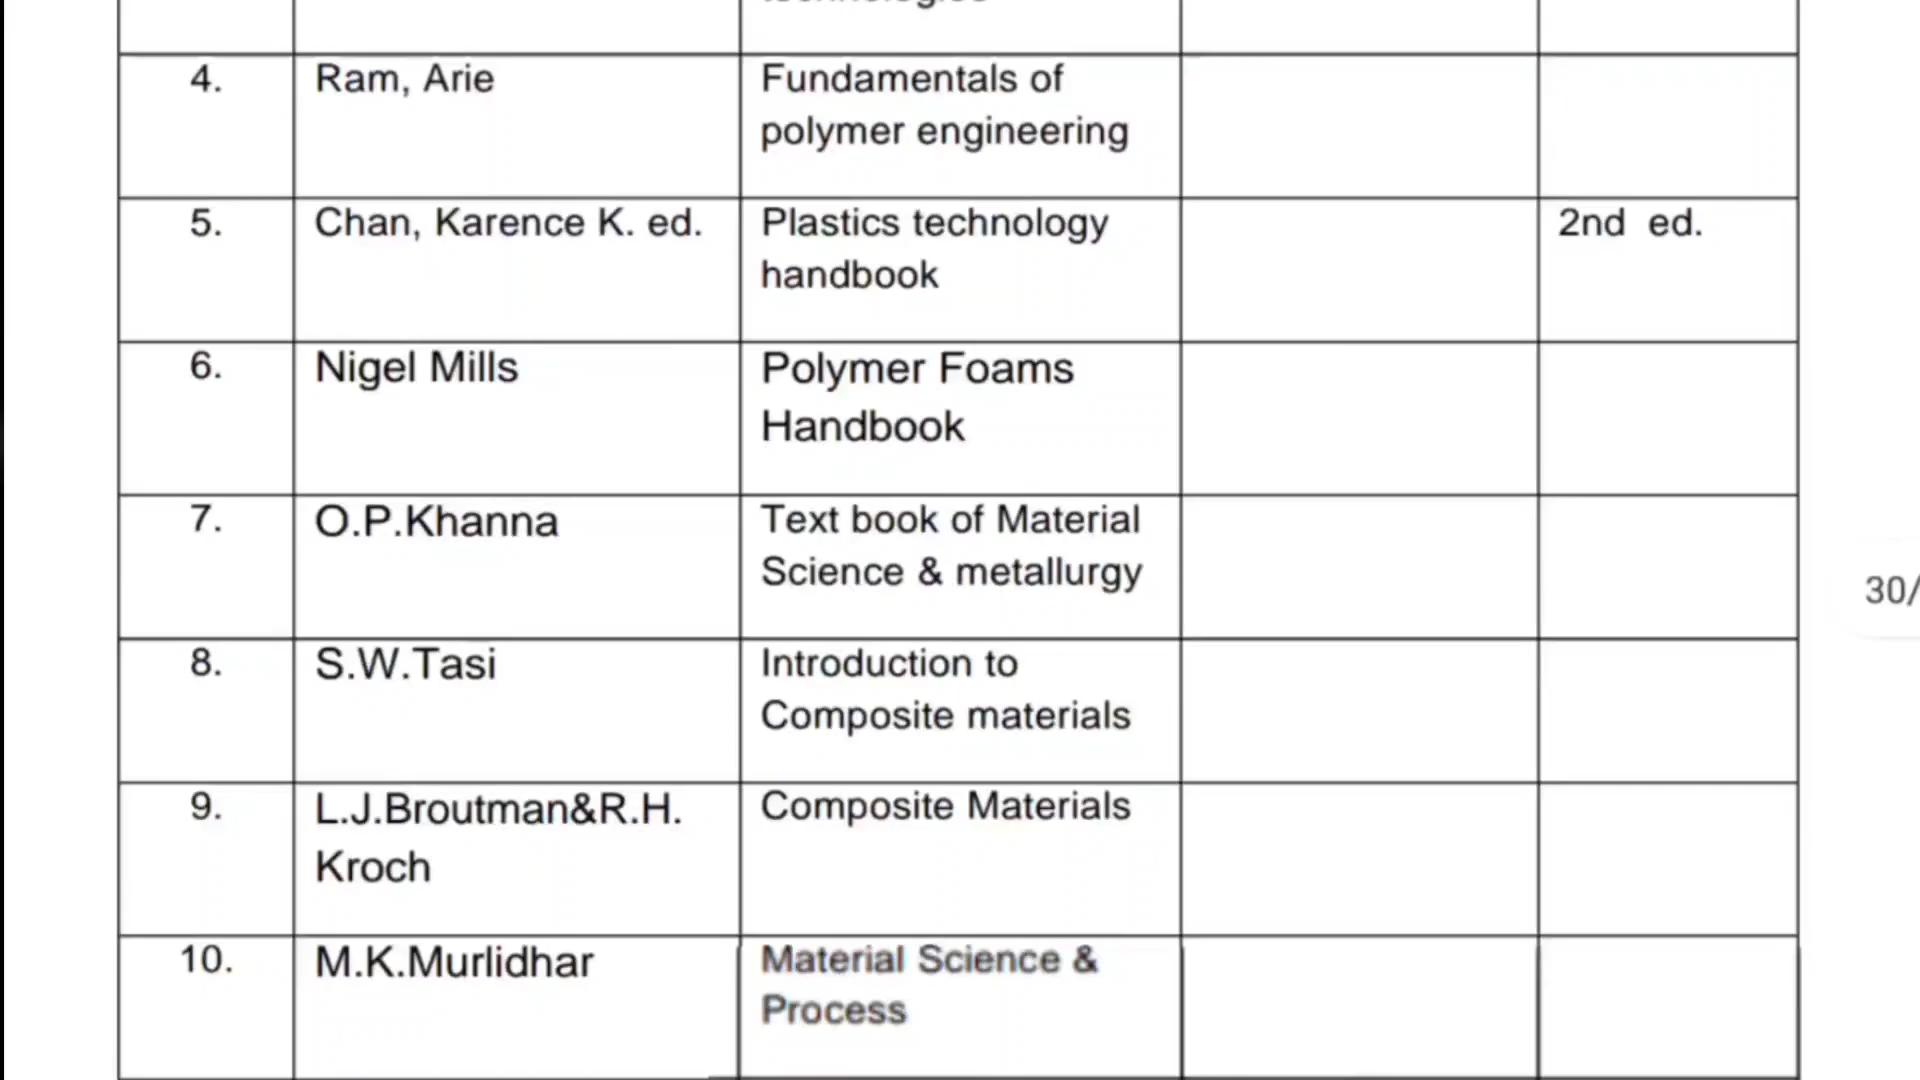 technologies
4.
Ram, Arie
Fundamentals of
polymer engineering
5.
Chan, Karence K. ed.
Plastics technology
handbook
2nd ed.
6.
Nigel Mills
Polymer Foams
Handbook
7.
O.P.Khanna
Text book of Material
Science & metallurgy
8.
S.W.Tasi
Introduction to
Composite materials
9.
L.J.Broutman&R.H.
Kroch
Composite Materials
10.
M.K.Murlidhar
Material Science &
Process
30/